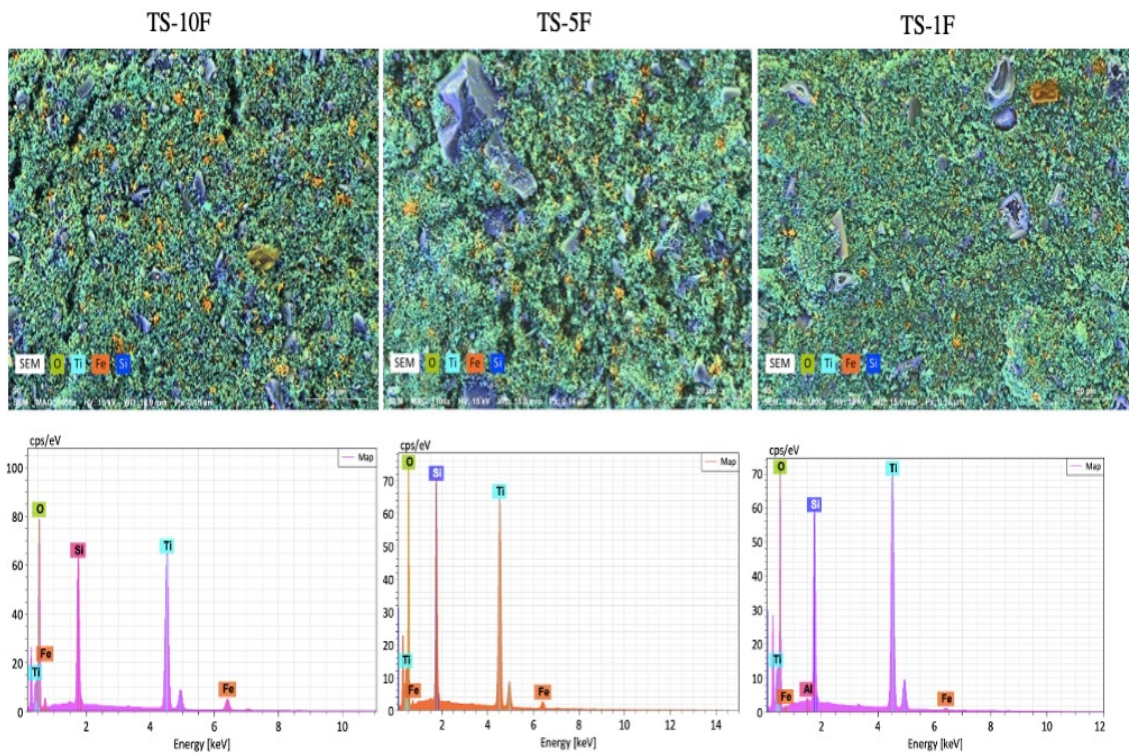 TS-10F TS-5F TS-1F
SEM O Ti Fe Si
SEM O Ti Fe Si
SEM O Ti Fe Si
cps/eV
Map
100
80
60
40
20
0
O
Si
Ti
Fe
Ti
Fe
2 4 6 8 10
Energy [keV]
cps/eV
Map
70
60
50
40
30
20
10
0
O
Si
Ti
Ti
Fe
Fe
2 4 6 8 10 12 14
Energy [keV]
cps/eV
Map
70
60
50
40
30
20
10
0
O
Ti
Si
Ti
Fe
Al
Fe
2 4 6 8 10 12
Energy [keV]